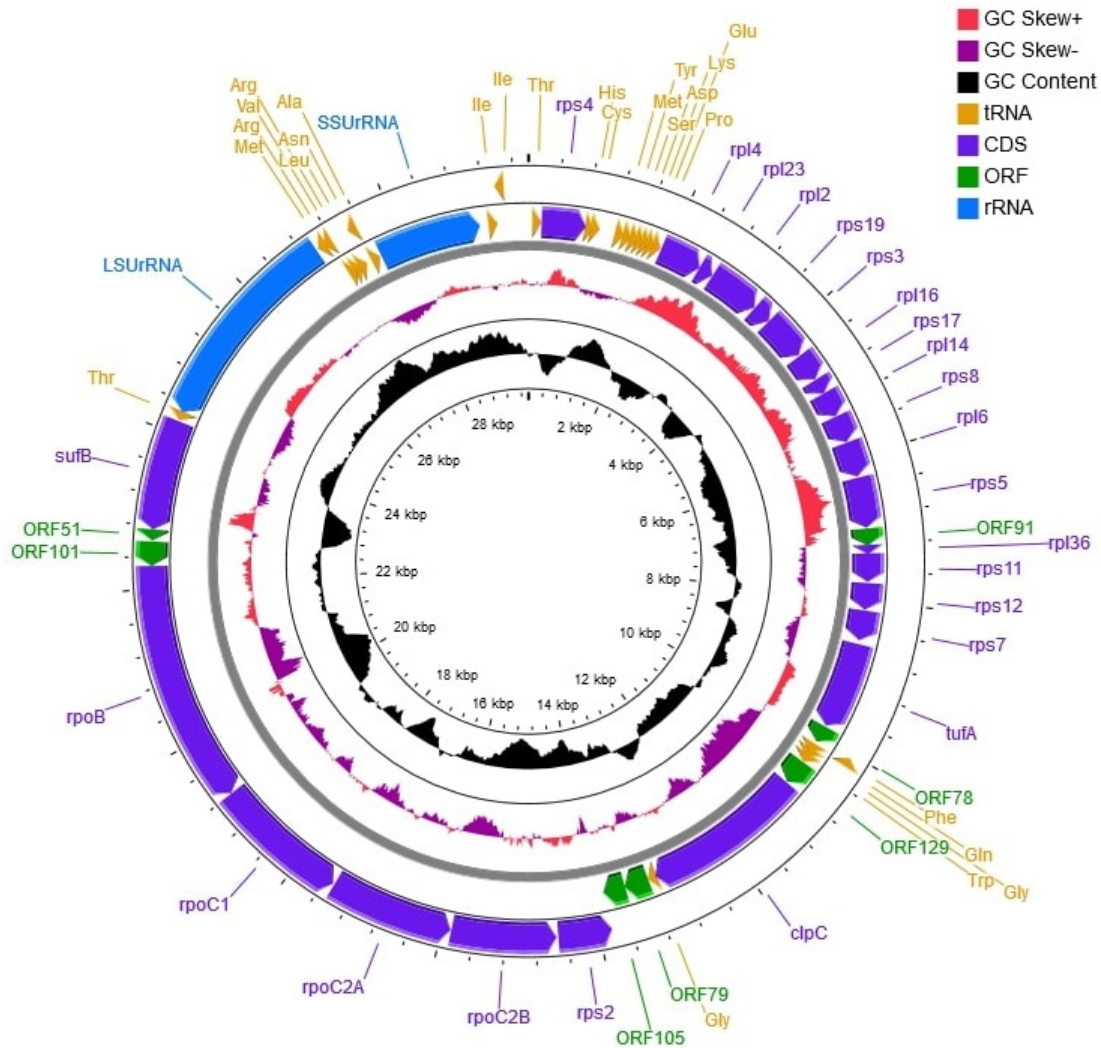 GC Skew+
GC Skew-
GC Content
tRNA
CDS
ORF
rRNA
Ile
Ile
Thr
rps4
His
Cys
Met
Tyr
Ser
Asp
Lys
Glu
Pro
rpl4
rpl23
rpl2
rps19
rps3
rpl16
rps17
rpl14
rps8
rpl6
rps5
ORF91
rpl36
rps11
rps12
rps7
tufA
ORF78
Phe
ORF129
Gln
Trp
Gly
clpC
Gly
ORF79
ORF105
rps2
rpoC2B
rpoC2A
rpoC1
rpoB
ORF101
ORF51
sufB
Thr
LSUrRNA
Met
Arg
Val
Arg
Leu
Asn
Ala
SSUrRNA
2 kbp
4 kbp
6 kbp
8 kbp
10 kbp
12 kbp
14 kbp
16 kbp
18 kbp
20 kbp
22 kbp
24 kbp
26 kbp
28 kbp